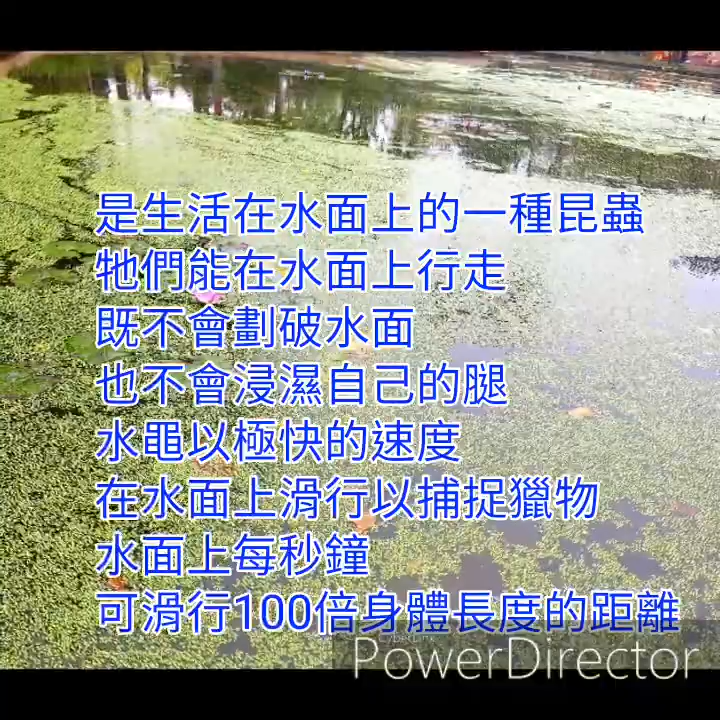 是生活在水面上的一種昆蟲
牠們能在水面上行走
既不會劃破水面
也不會浸濕自己的腿
水黽以極快的速度
在水面上滑行以捕捉獵物
水面上每秒鐘
可滑行100倍身體長度的距離
CyberLink
PowerDirector